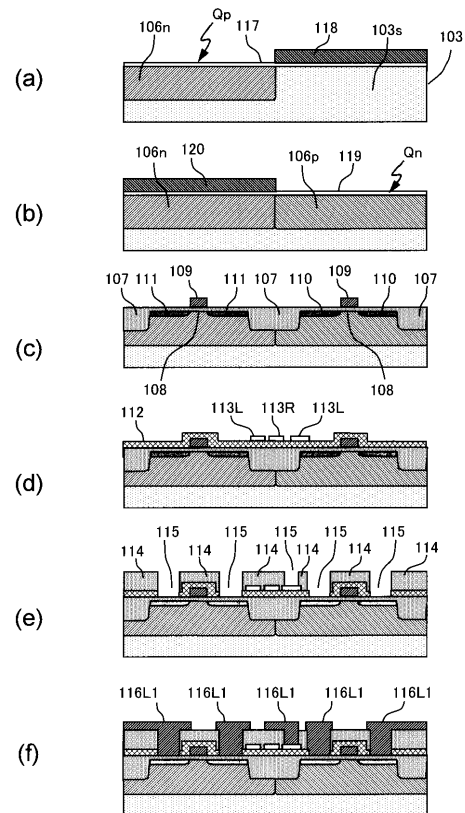 106n Qp 117 118 103s 103
(a)
106n 120 106p 119 Qn
(b)
107 111 109 111 107 110 109 110 107
(c)
108 108
113L 113R 113L
112
(d)
115 115 115 115 115
114 114 114 114 114 114
(e)
116L1 116L1 116L1 116L1 116L1
(f)